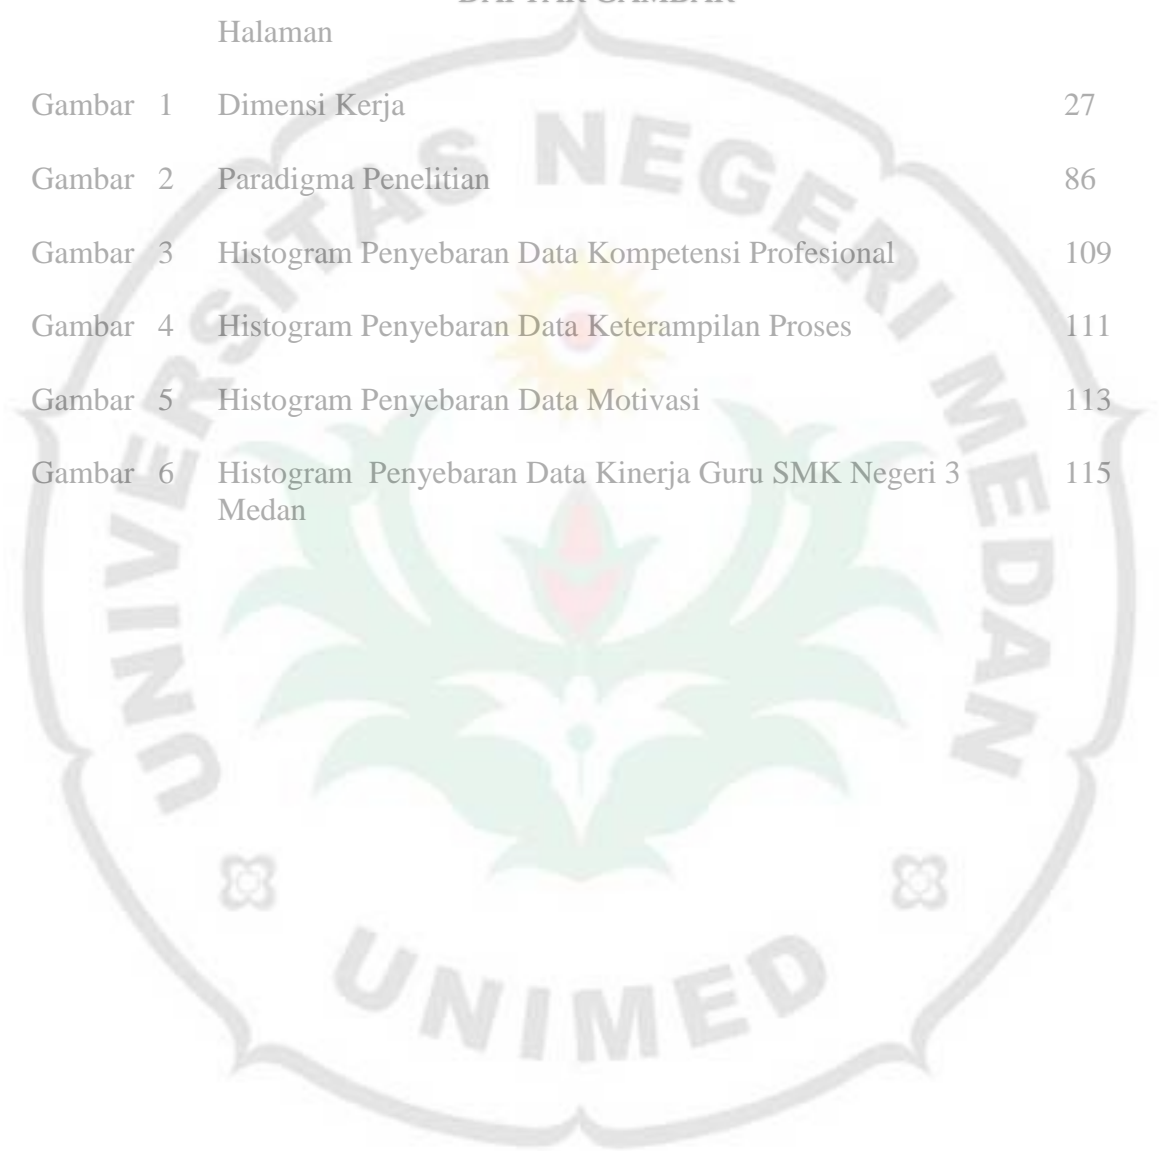 DAFTAR GAMBAR
Halaman
Gambar 1 Dimensi Kerja 27
Gambar 2 Paradigma Penelitian 86
Gambar 3 Histogram Penyebaran Data Kompetensi Profesional 109
Gambar 4 Histogram Penyebaran Data Keterampilan Proses 111
Gambar 5 Histogram Penyebaran Data Motivasi 113
Gambar 6 Histogram Penyebaran Data Kinerja Guru SMK Negeri 3 115
Medan
UNIVERSITAS NEGERI MEDAN
UNIMED